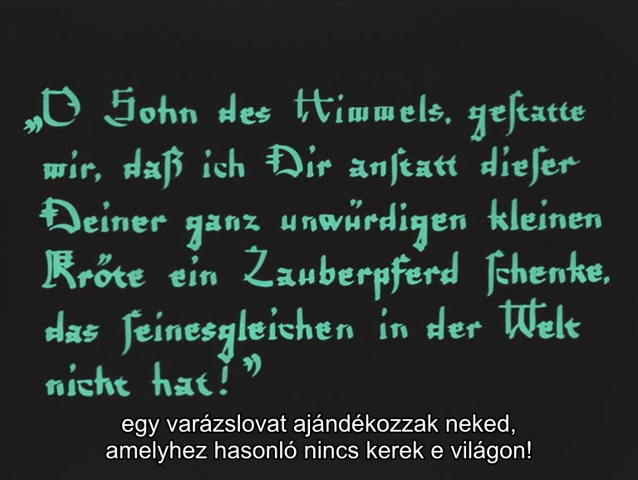 „O Sohn des Himmels, gestatte
mir, daß ich Dir anstatt dieser
Deiner ganz unwürdigen kleinen
Kröte ein Zauberpferd schenke,
das seinesgleichen in der Welt
nicht hat!”
egy varázslovat ajándékozzak neked,
amelyhez hasonló nincs kerek e világon!